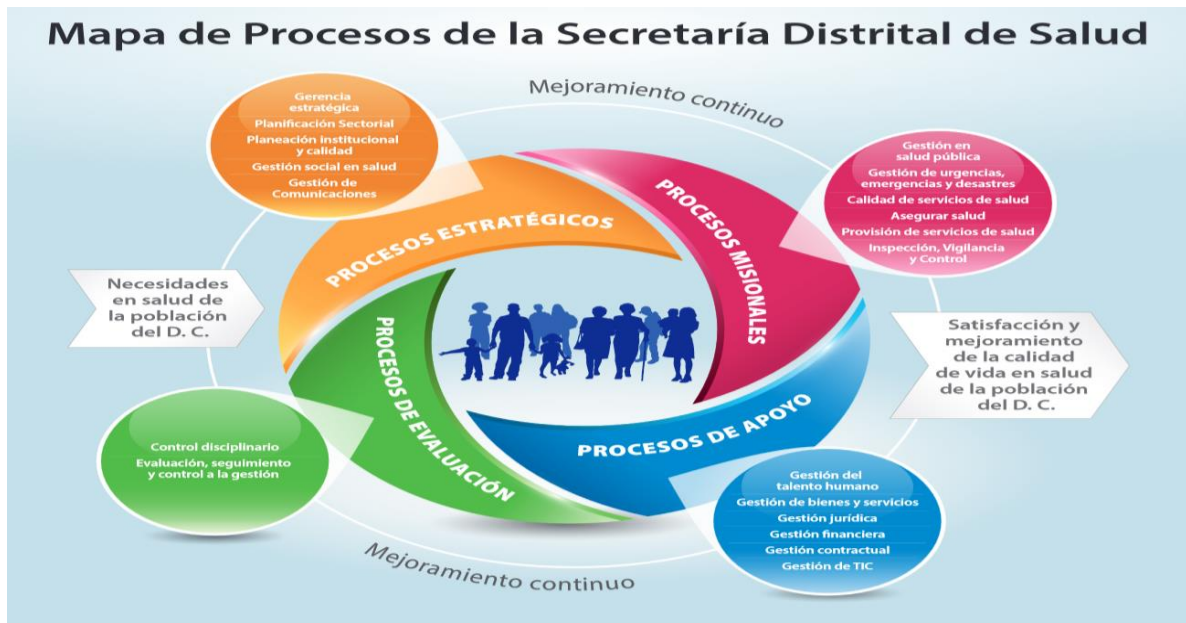 Mapa de Procesos de la Secretaría Distrital de Salud
Mejoramiento continuo
Gerencia
estratégica
Planificación Sectorial
Planeación institucional
y calidad
Gestión social en salud
Gestión de
Comunicaciones
PROCESOS ESTRATÉGICOS
PROCESOS MISIONALES
Gestión en
salud pública
Gestión de urgencias,
emergencias y desastres
Calidad de servicios de salud
Asegurar salud
Provisión de servicios de salud
Inspección, Vigilancia
y Control
Necesidades
en salud de
la población
del D. C.
Satisfacción y
mejoramiento
de la calidad
de vida en salud
de la población
del D. C.
PROCESOS DE EVALUACIÓN
PROCESOS DE APOYO
Control disciplinario
Evaluación, seguimiento
y control a la gestión
Gestión del
talento humano
Gestión de bienes y servicios
Gestión jurídica
Gestión financiera
Gestión contractual
Gestión de TIC
Mejoramiento continuo